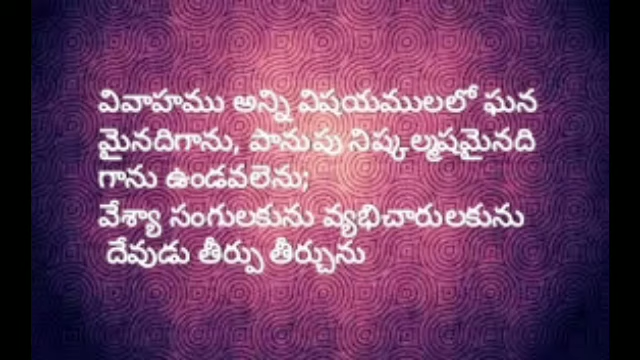 వివాహము అన్ని విషయములలో ఘన
మైనదిగాను, పానుపు నిష్కల్మషమైనది
గాను ఉండవలెను;
వేశ్యా సంగులకును వ్యభిచారులకును
దేవుడు తీర్పు తీర్చును